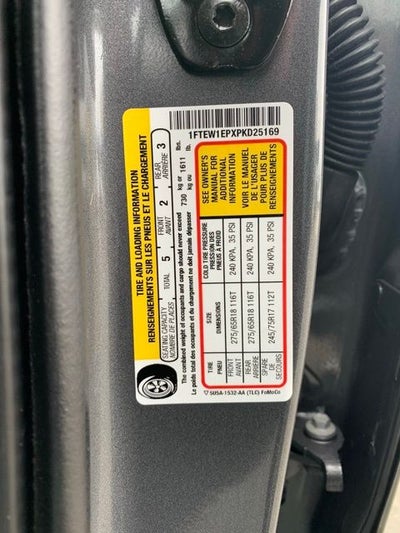 1FTEW1EPXPKD25169
TIRE AND LOADING INFORMATION
RENSEIGNEMENTS SUR LES PNEUS ET LE CHARGEMENT
SEATING CAPACITY
NOMBRE DE PLACES
TOTAL 5
FRONT
AVANT 2
REAR
ARRIÈRE 3
The combined weight of occupants and cargo should never exceed
Le poids total des occupants et du chargement ne doit jamais dépasser
730 kg or 1611 lbs.
kg ou lb.
TIRE SIZE COLD TIRE PRESSURE
PNEU DIMENSIONS PRESSION DES
PNEUS À FROID
FRONT 275/65R18 116T 240 KPA, 35 PSI
AVANT
REAR 275/65R18 116T 240 KPA, 35 PSI
ARRIÈRE
SPARE 245/75R17 112T 240 KPA, 35 PSI
DE
SECOURS
SEE OWNER'S
MANUAL FOR
ADDITIONAL
INFORMATION
VOIR LE MANUEL
DE L'USAGER
POUR PLUS DE
RENSEIGNEMENTS
5U5A-1532-AA (TLC) FoMoCo